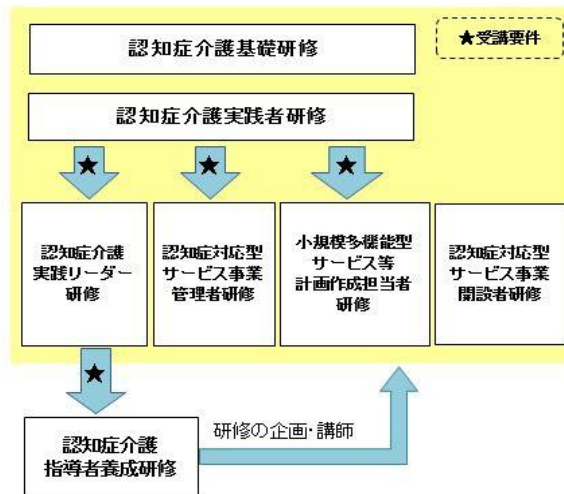 認知症介護基礎研修
★受講要件
認知症介護実践者研修
★
★
★
認知症介護
実践リーダー
研修
認知症対応型
サービス事業
管理者研修
小規模多機能型
サービス等
計画作成担当者
研修
認知症対応型
サービス事業
開設者研修
★
認知症介護
指導者養成研修
研修の企画・講師